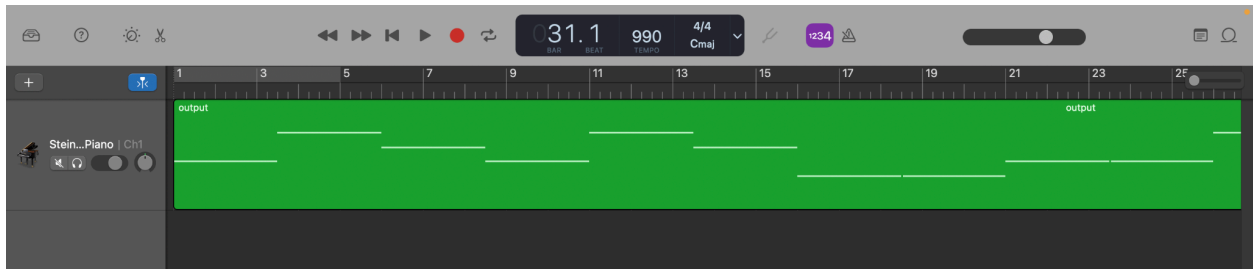 031.1
BAR BEAT
990
TEMPO
4/4
Cmaj
1234
1 3 5 7 9 11 13 15 17 19 21 23 25
output output
Stein...Piano | Ch1